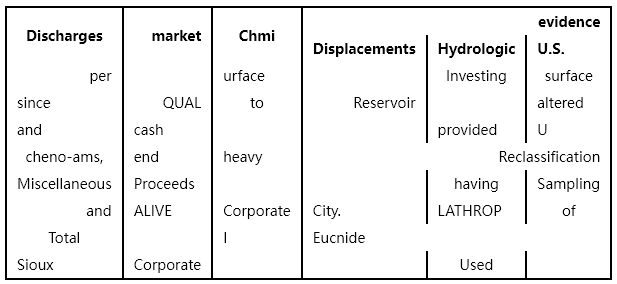 evidence
Discharges market Chmi Displacements Hydrologic U.S.
per urface Investing surface
since QUAL to Reservoir altered
and cash provided U
cheno-ams, end heavy Reclassification
Miscellaneous Proceeds having Sampling
and ALIVE Corporate City. LATHROP of
Total l Eucnide
Sioux Corporate Used